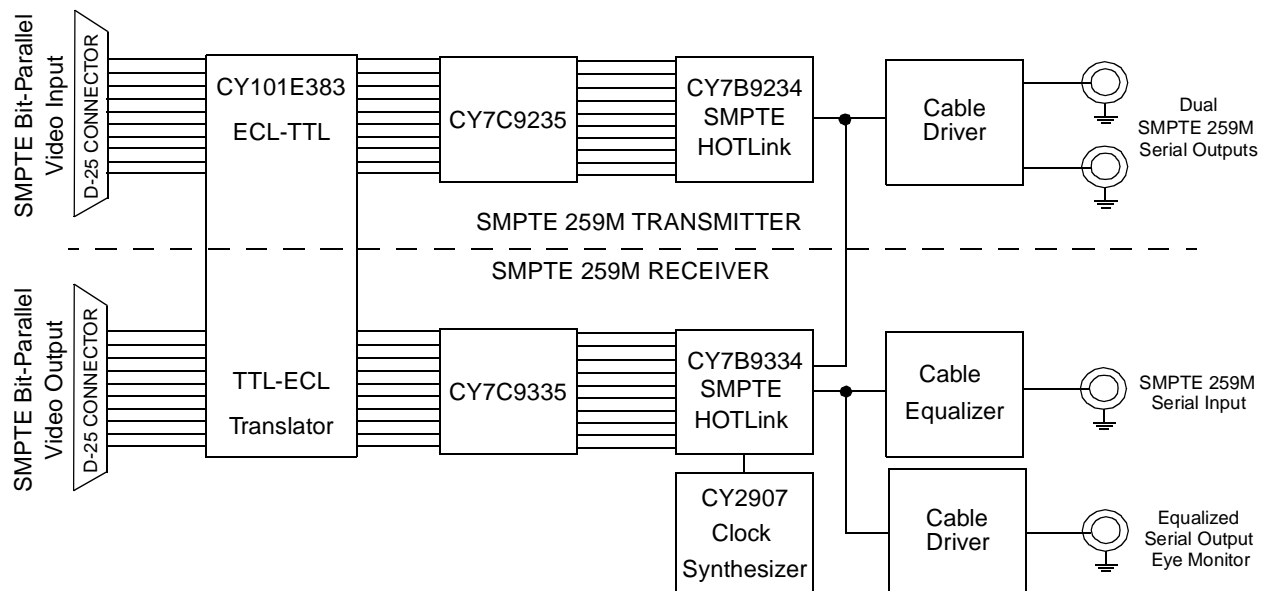 SMPTE Bit-Parallel
Video Input
D-25 CONNECTOR
CY101E383
ECL-TTL
CY7C9235
CY7B9234
SMPTE
HOTLink
Cable
Driver
Dual
SMPTE 259M
Serial Outputs
SMPTE 259M TRANSMITTER
SMPTE 259M RECEIVER
SMPTE Bit-Parallel
Video Output
D-25 CONNECTOR
TTL-ECL
Translator
CY7C9335
CY7B9334
SMPTE
HOTLink
Cable
Equalizer
SMPTE 259M
Serial Input
CY2907
Clock
Synthesizer
Cable
Driver
Equalized
Serial Output
Eye Monitor